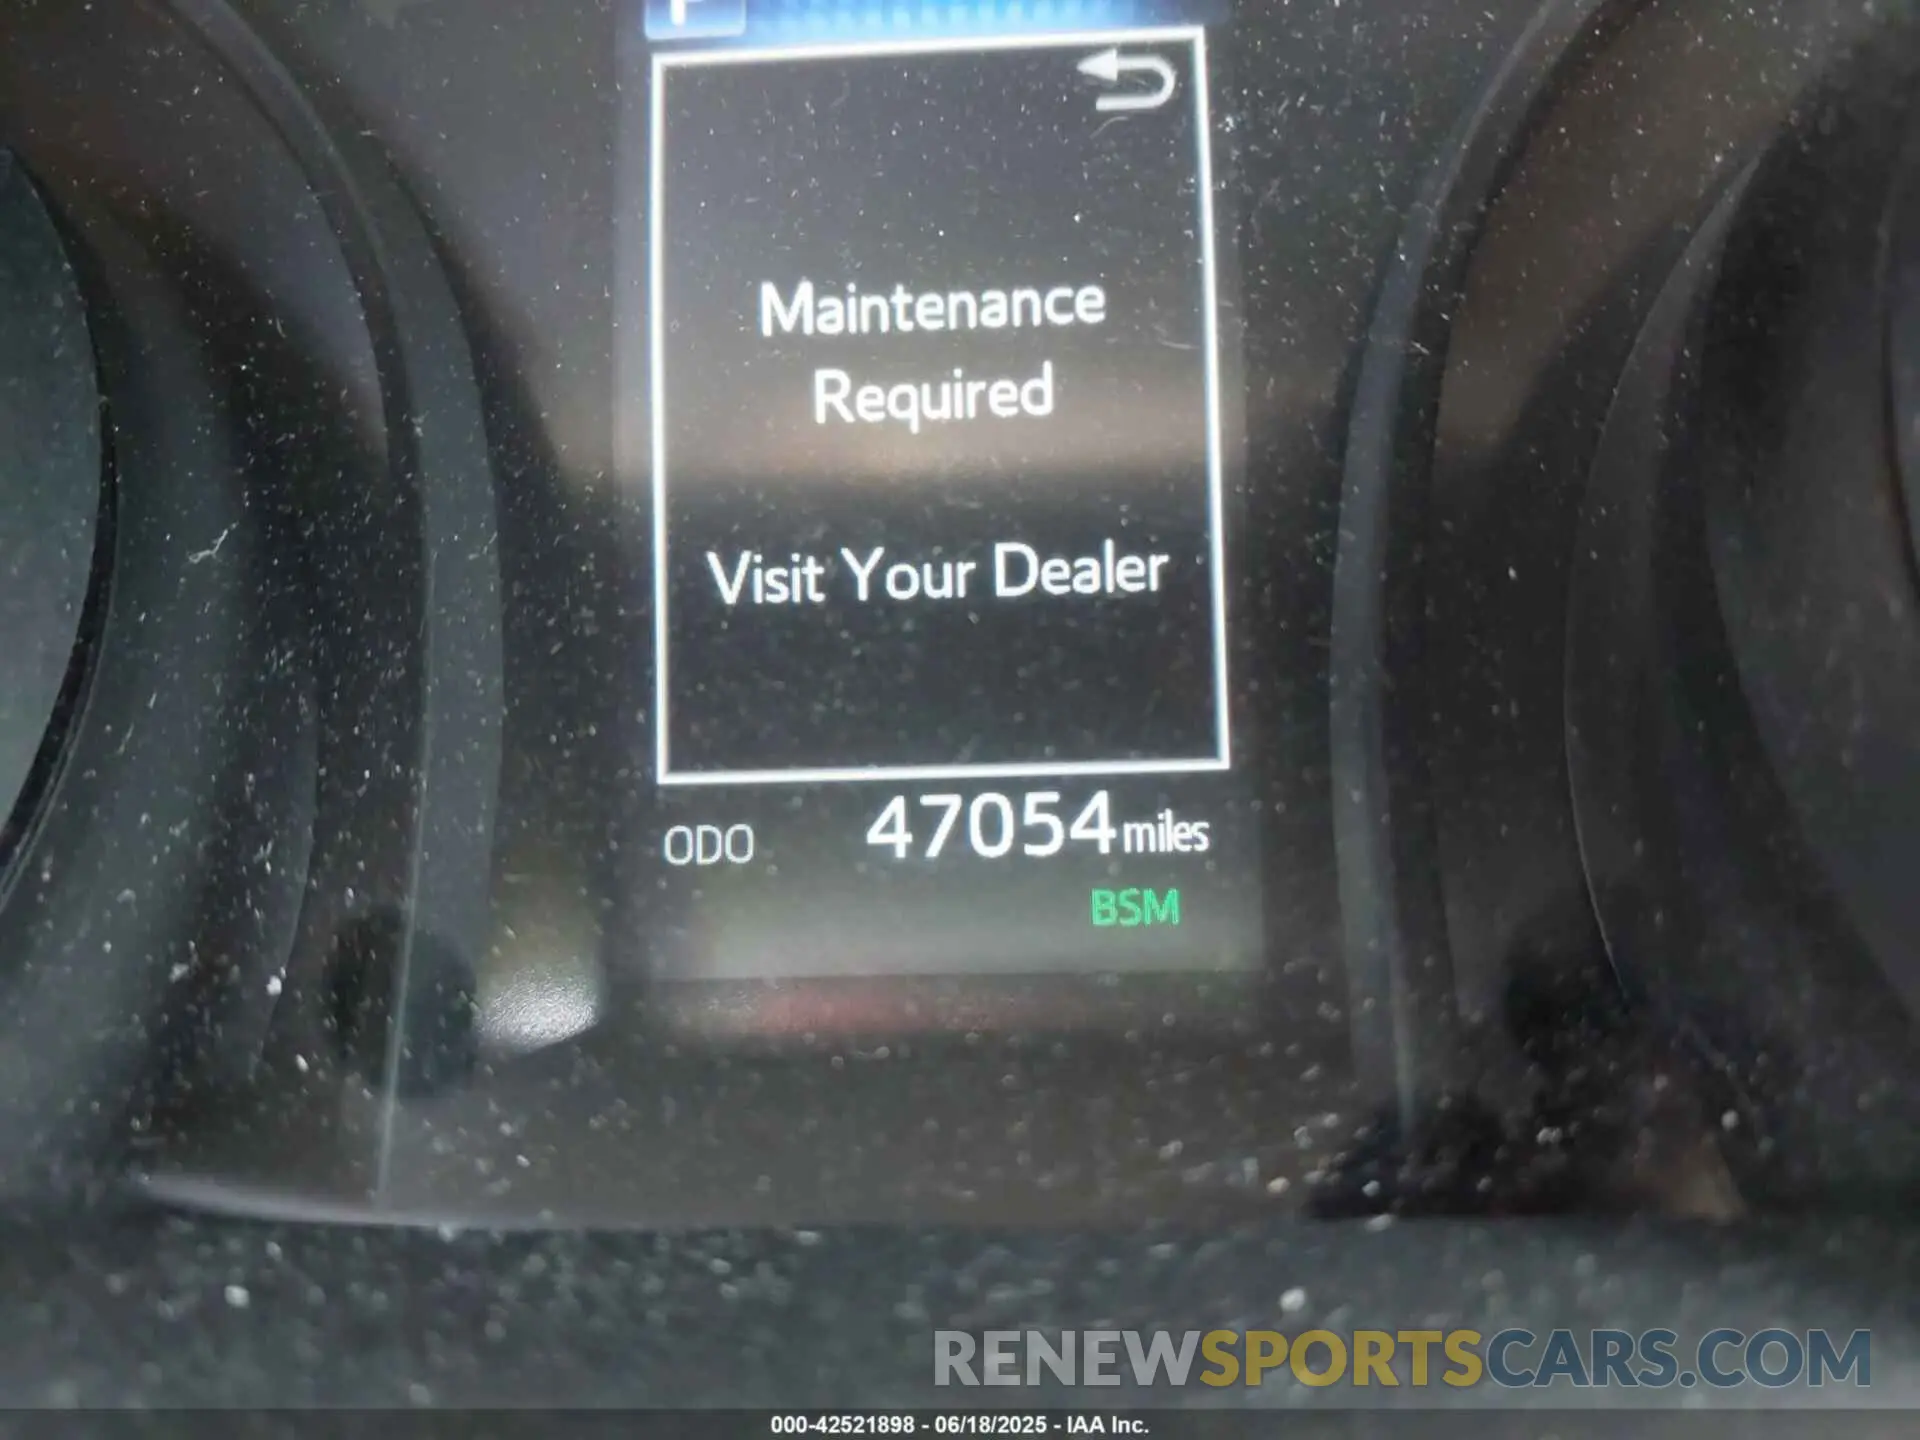 Maintenance
Required
Visit Your Dealer
ODO 47054 miles
BSM
RENEWSPORTSCARS.COM
000-42521898 - 06/18/2025 - IAA Inc.